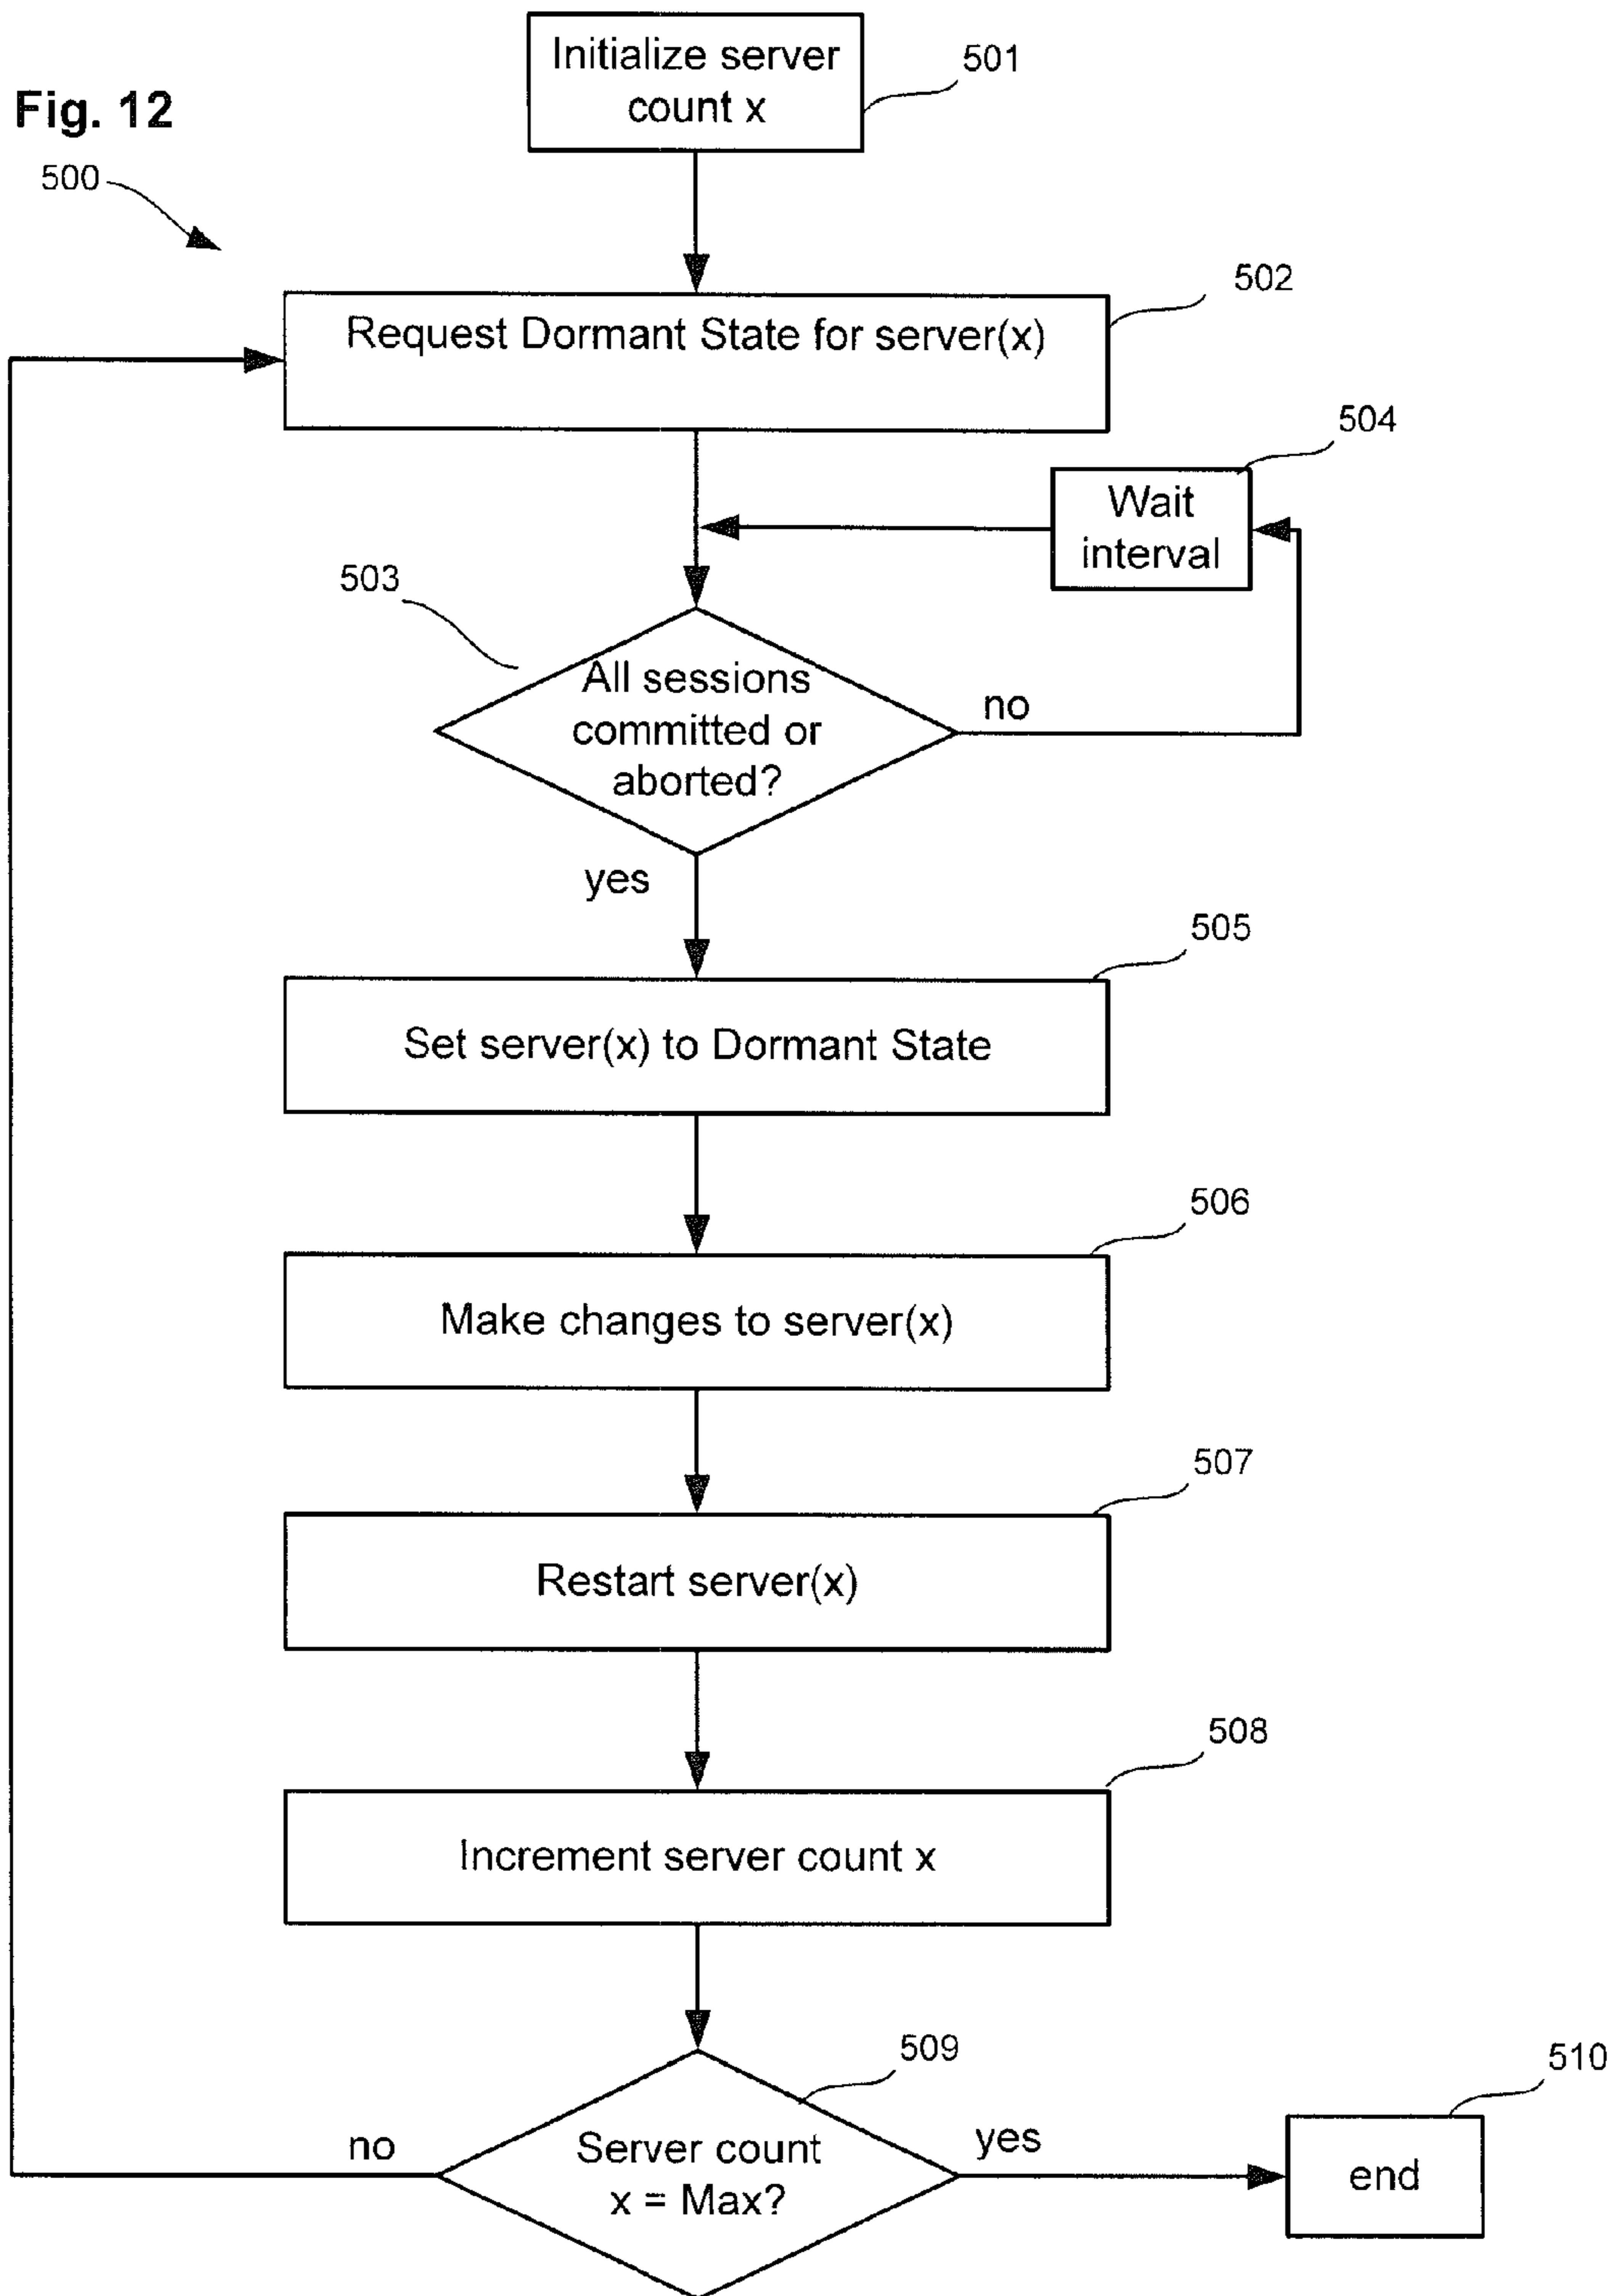 Initialize server
count x
501
Fig. 12
500
502
Request Dormant State for server(x)
504
Wait
interval
503
All sessions
committed or
aborted?
no
yes
505
Set server(x) to Dormant State
506
Make changes to server(x)
507
Restart server(x)
508
Increment server count x
509
510
no
Server count
x = Max?
yes
end